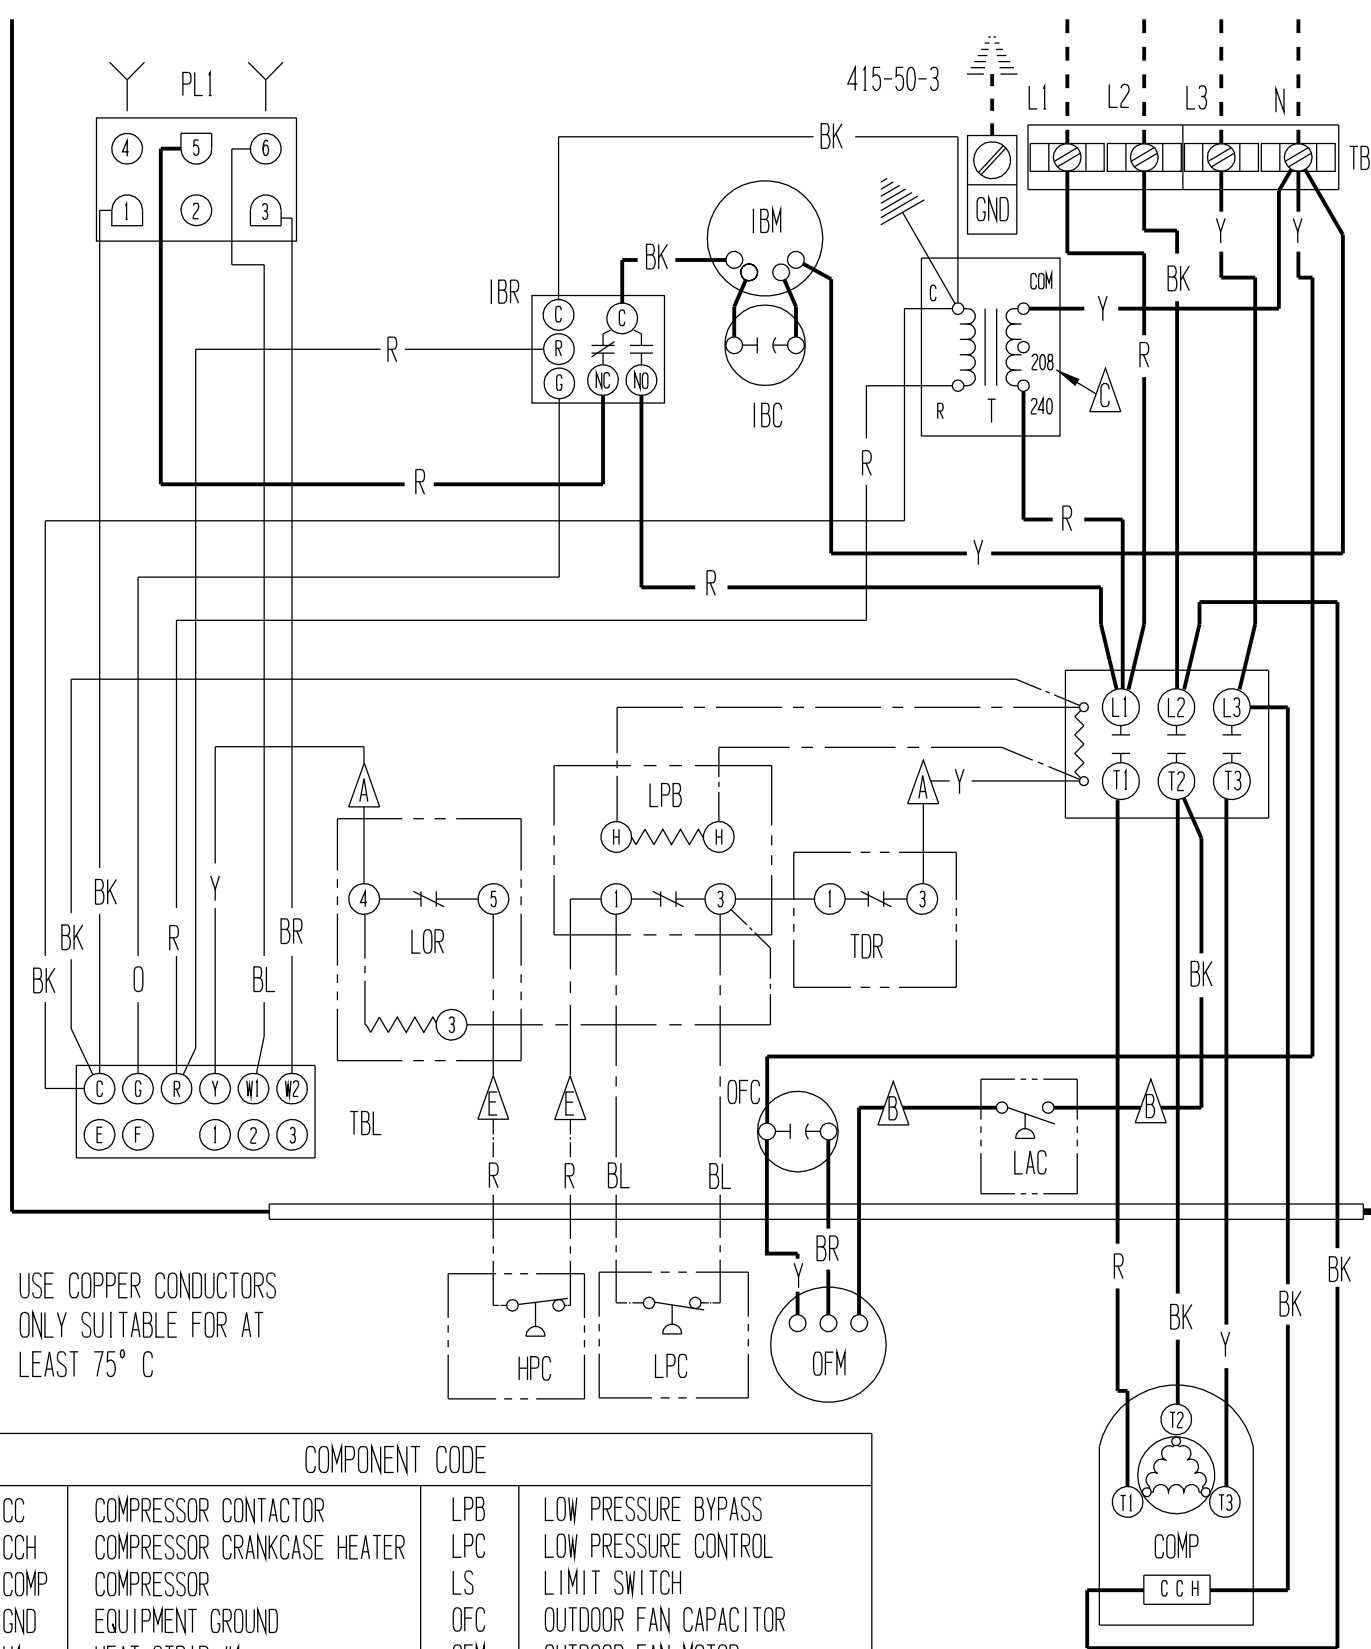 415-50-3
L1 L2 L3 N
PL1
4 5 6
1 2 3
BK
TB
GND
Y Y
IBM
BK
IBR
C COM
BK
C C
Y
R
R
NC NO
G
208
C
R
R T 240
IBC
R
R
R
Y
R
L1 L2 L3
A
LPB
A Y
T1 T2 T3
H H
BK
Y
4 5
1 3
1 3
BK
BR
LOR
TDR
R
BK
BK
O
BL
3
C G R Y W1 W2
OFC
B
B
E E
E F 1 2 3
TBL
LAC
R R BL BL
BR
R
BK
Y
USE COPPER CONDUCTORS
ONLY SUITABLE FOR AT
LEAST 75° C
BK
BK
Y
HPC LPC OFM
T2
T1 T3
COMP
CCH
COMPONENT CODE
CC COMPRESSOR CONTACTOR LPB LOW PRESSURE BYPASS
CCH COMPRESSOR CRANKCASE HEATER LPC LOW PRESSURE CONTROL
COMP COMPRESSOR LS LIMIT SWITCH
GND EQUIPMENT GROUND OFC OUTDOOR FAN CAPACITOR
OUTDOOR FAN MOTOR